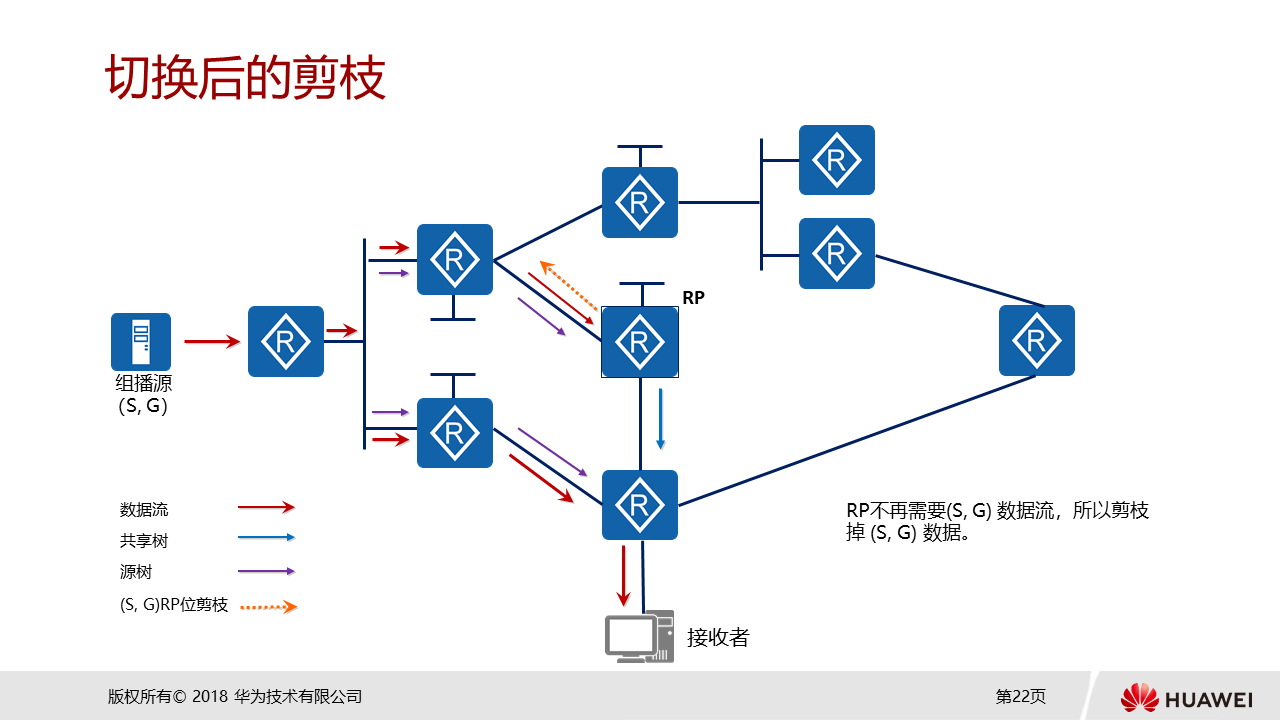 切换后的剪枝
R
R
R
R
RP
R
R
R
组播源
（S, G）
R
R
数据流
共享树
源树
(S, G)RP位剪枝
RP不再需要(S, G) 数据流，所以剪枝
掉 (S, G) 数据。
接收者
版权所有© 2018 华为技术有限公司
第22页
HUAWEI